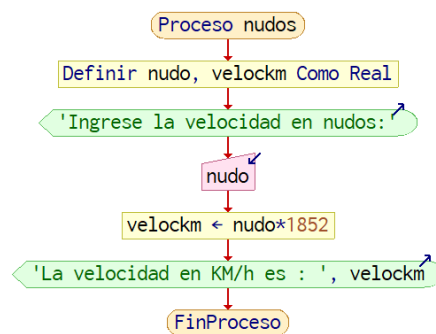 Proceso nudos
Definir nudo, velockm Como Real
'Ingrese la velocidad en nudos:'
nudo
velockm ← nudo*1852
'La velocidad en KM/h es : ', velockm
FinProceso